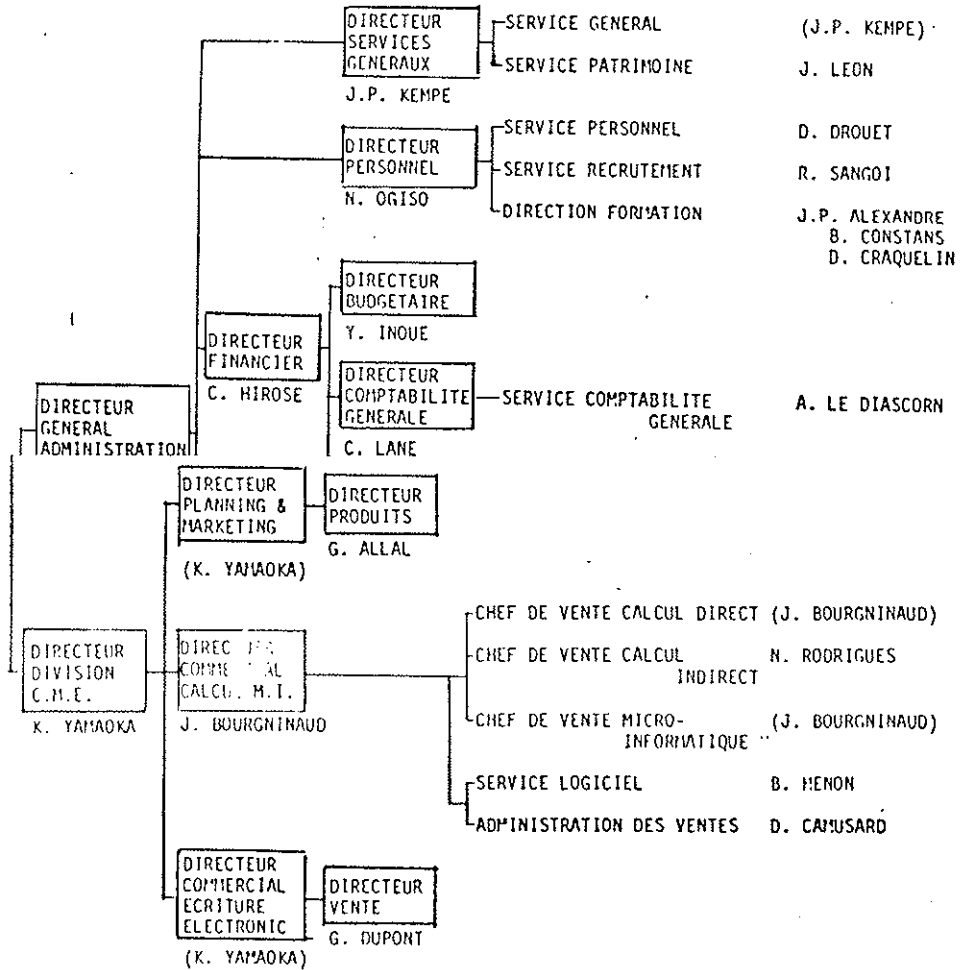 DIRECTEUR
SERVICES
GENERAUX
J.P. KEMPE
SERVICE GENERAL (J.P. KEMPE)
SERVICE PATRIMOINE J. LEON
DIRECTEUR
PERSONNEL
N. OGISO
SERVICE PERSONNEL D. DROUET
SERVICE RECRUTEMENT R. SANGOI
DIRECTION FORMATION J.P. ALEXANDRE
B. CONSTANS
D. CRAQUELIN
DIRECTEUR
BUDGETAIRE
Y. INOUE
DIRECTEUR
FINANCIER
C. HIROSE
DIRECTEUR
COMPTABILITE
GENERALE
C. LANE
SERVICE COMPTABILITE A. LE DIASCORN
GENERALE
DIRECTEUR
GENERAL
ADMINISTRATION
DIRECTEUR
PLANNING &
MARKETING
(K. YAMAOKA)
DIRECTEUR
PRODUITS
G. ALLAL
DIRECTEUR
DIVISION
C.M.E.
K. YAMAOKA
CALCU. M.I.
J. BOURGNINAUD
CHEF DE VENTE CALCUL DIRECT (J. BOURGNINAUD)
CHEF DE VENTE CALCUL N. RODRIGUES
INDIRECT
CHEF DE VENTE MICRO- (J. BOURGNINAUD)
INFORMATIQUE
SERVICE LOGICIEL B. MENON
ADMINISTRATION DES VENTES D. CAMUSARD
DIRECTEUR
COMMERCIAL
ECRITURE
ELECTRONIC
(K. YAMAOKA)
DIRECTEUR
VENTE
G. DUPONT